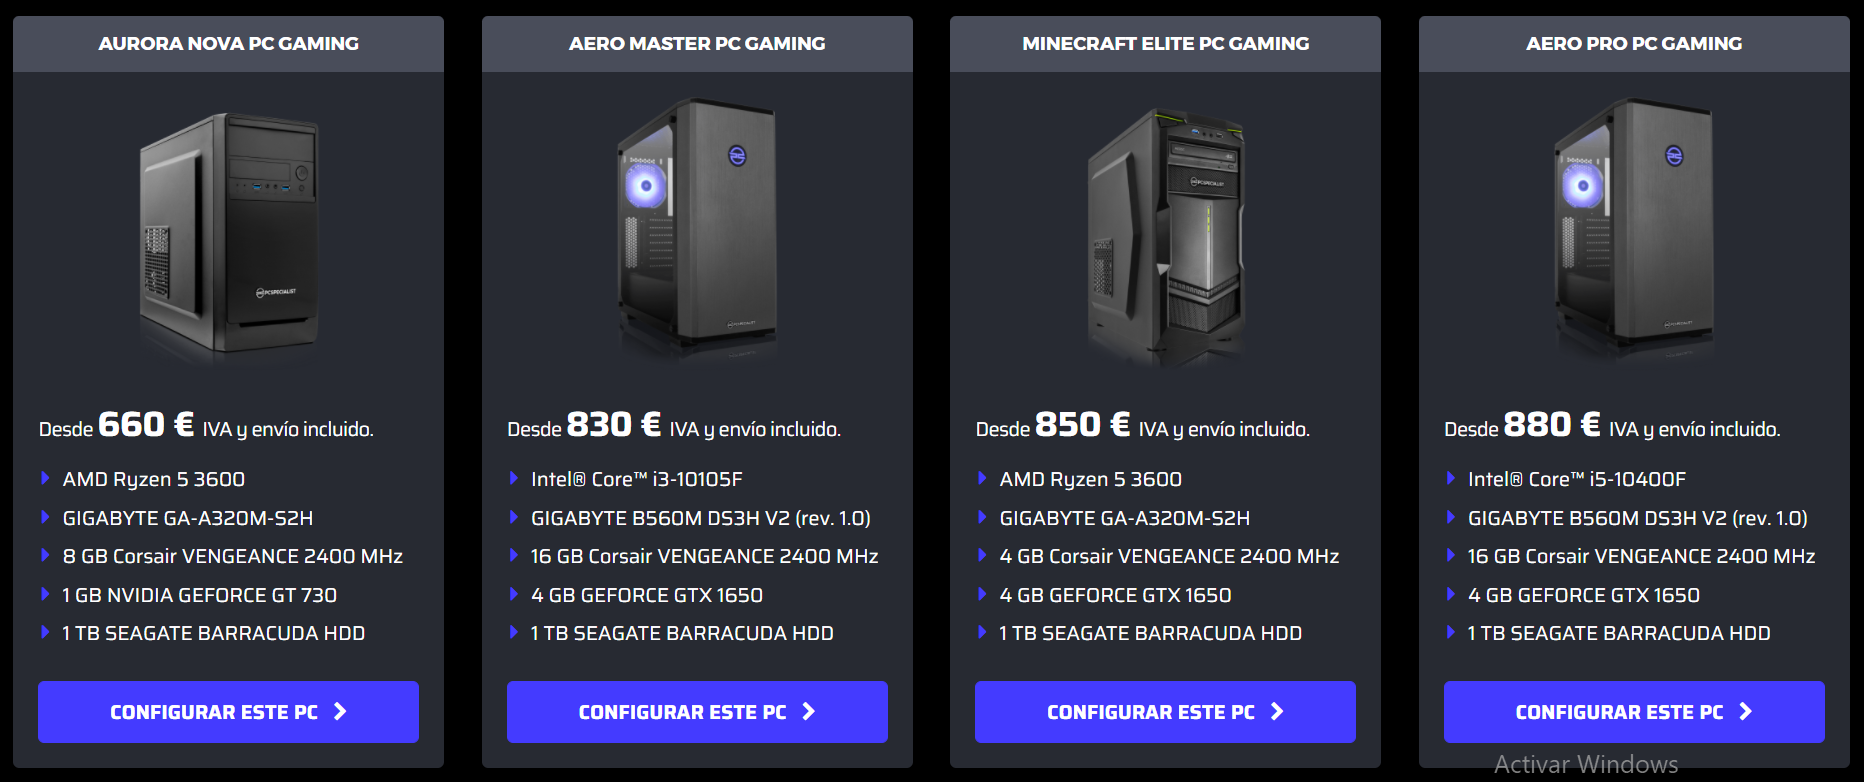 AURORA NOVA PC GAMING
PCSPECIALIST
Desde 660 € IVA y envío incluido.
AMD Ryzen 5 3600
GIGABYTE GA-A320M-S2H
8 GB Corsair VENGEANCE 2400 MHz
1 GB NVIDIA GEFORCE GT 730
1 TB SEAGATE BARRACUDA HDD
CONFIGURAR ESTE PC
AERO MASTER PC GAMING
PCSPECIALIST
Desde 830 € IVA y envío incluido.
Intel® Core™ i3-10105F
GIGABYTE B560M DS3H V2 (rev. 1.0)
16 GB Corsair VENGEANCE 2400 MHz
4 GB GEFORCE GTX 1650
1 TB SEAGATE BARRACUDA HDD
CONFIGURAR ESTE PC
MINECRAFT ELITE PC GAMING
PCSPECIALIST
Desde 850 € IVA y envío incluido.
AMD Ryzen 5 3600
GIGABYTE GA-A320M-S2H
4 GB Corsair VENGEANCE 2400 MHz
4 GB GEFORCE GTX 1650
1 TB SEAGATE BARRACUDA HDD
CONFIGURAR ESTE PC
AERO PRO PC GAMING
PCSPECIALIST
Desde 880 € IVA y envío incluido.
Intel® Core™ i5-10400F
GIGABYTE B560M DS3H V2 (rev. 1.0)
16 GB Corsair VENGEANCE 2400 MHz
4 GB GEFORCE GTX 1650
1 TB SEAGATE BARRACUDA HDD
CONFIGURAR ESTE PC
Activar Windows